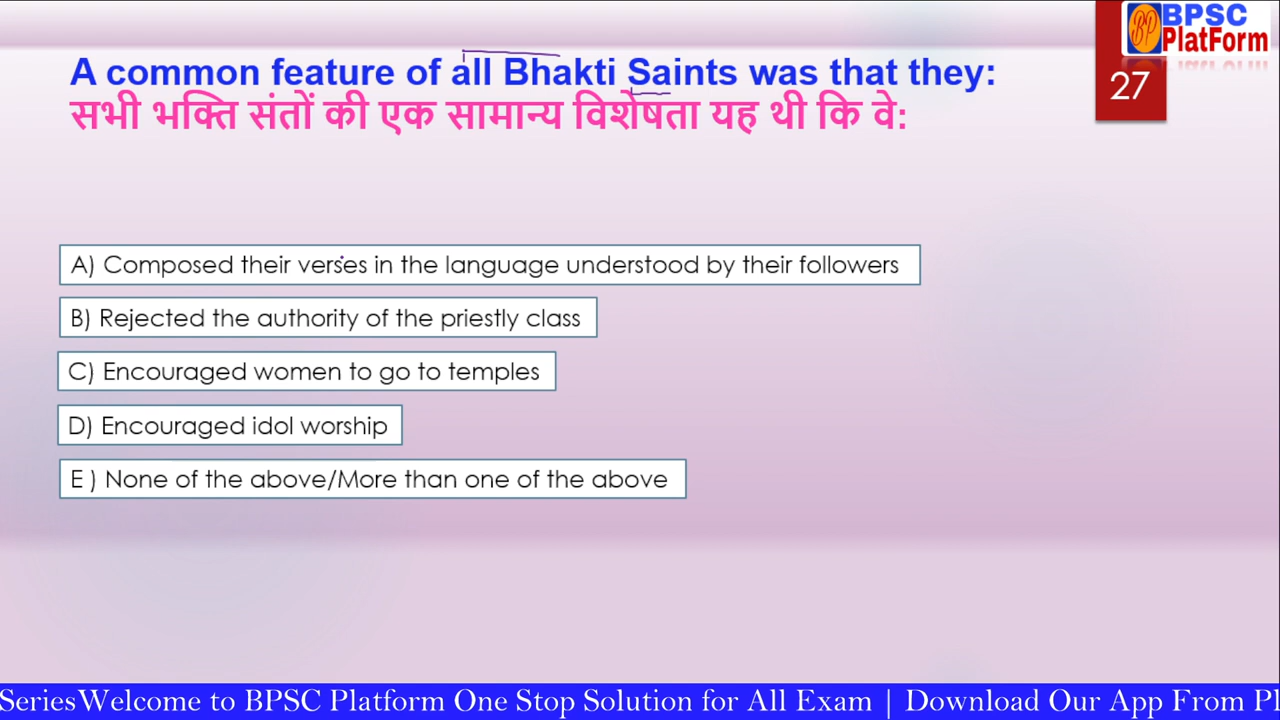 BPSC
PlatForm
BP
27
A common feature of all Bhakti Saints was that they:
सभी भक्ति संतों की एक सामान्य विशेषता यह थी कि वे:
A) Composed their verses in the language understood by their followers
B) Rejected the authority of the priestly class
C) Encouraged women to go to temples
D) Encouraged idol worship
E ) None of the above/More than one of the above
SeriesWelcome to BPSC Platform One Stop Solution for All Exam | Download Our App From Pl